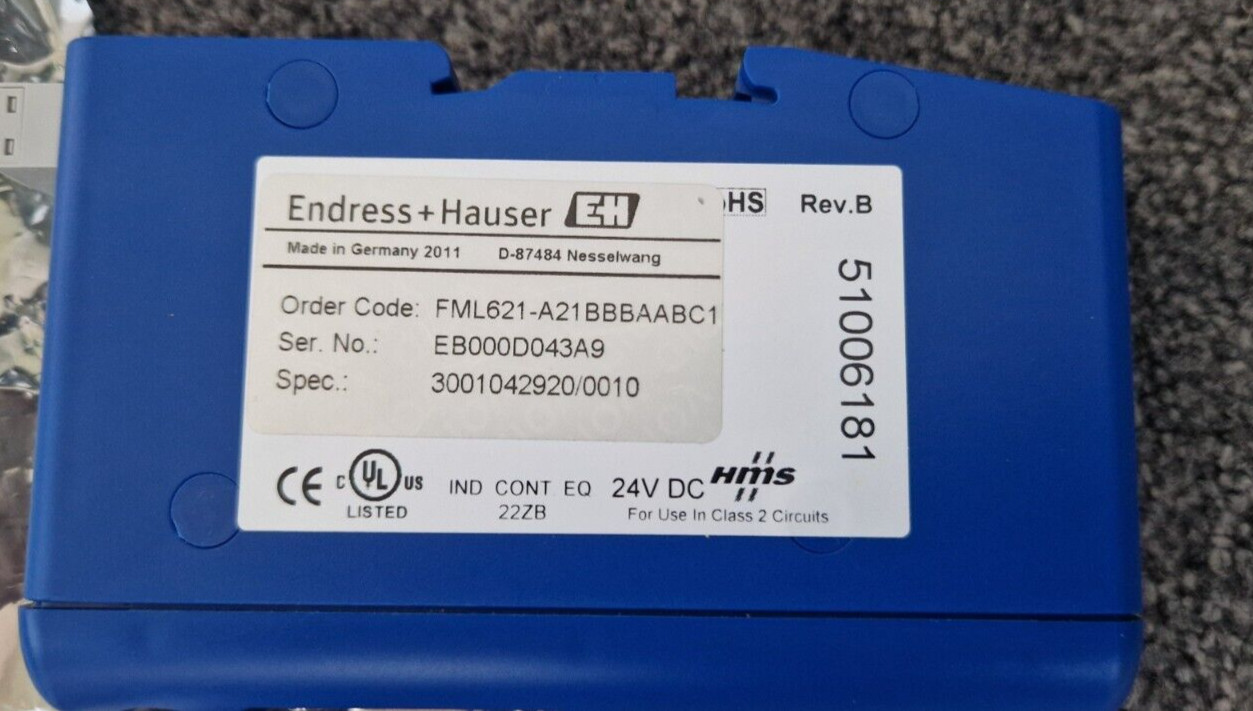 Endress+Hauser EH
HS Rev.B
Made in Germany 2011 D-87484 Nesselwang
Order Code: FML621-A21BBBAABC1
Ser. No.: EB000D043A9
Spec.: 3001042920/0010
51006181
CE C UL US LISTED
IND CONT EQ 24V DC HMS
22ZB For Use In Class 2 Circuits